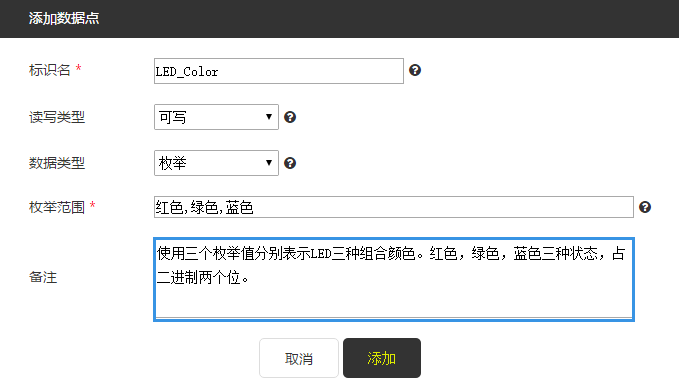 添加数据点
标识名 * LED_Color
读写类型 可写
数据类型 枚举
枚举范围 * 红色,绿色,蓝色
备注 使用三个枚举值分别表示LED三种组合颜色。红色，绿色，蓝色三种状态，占
二进制两个位。
取消 添加